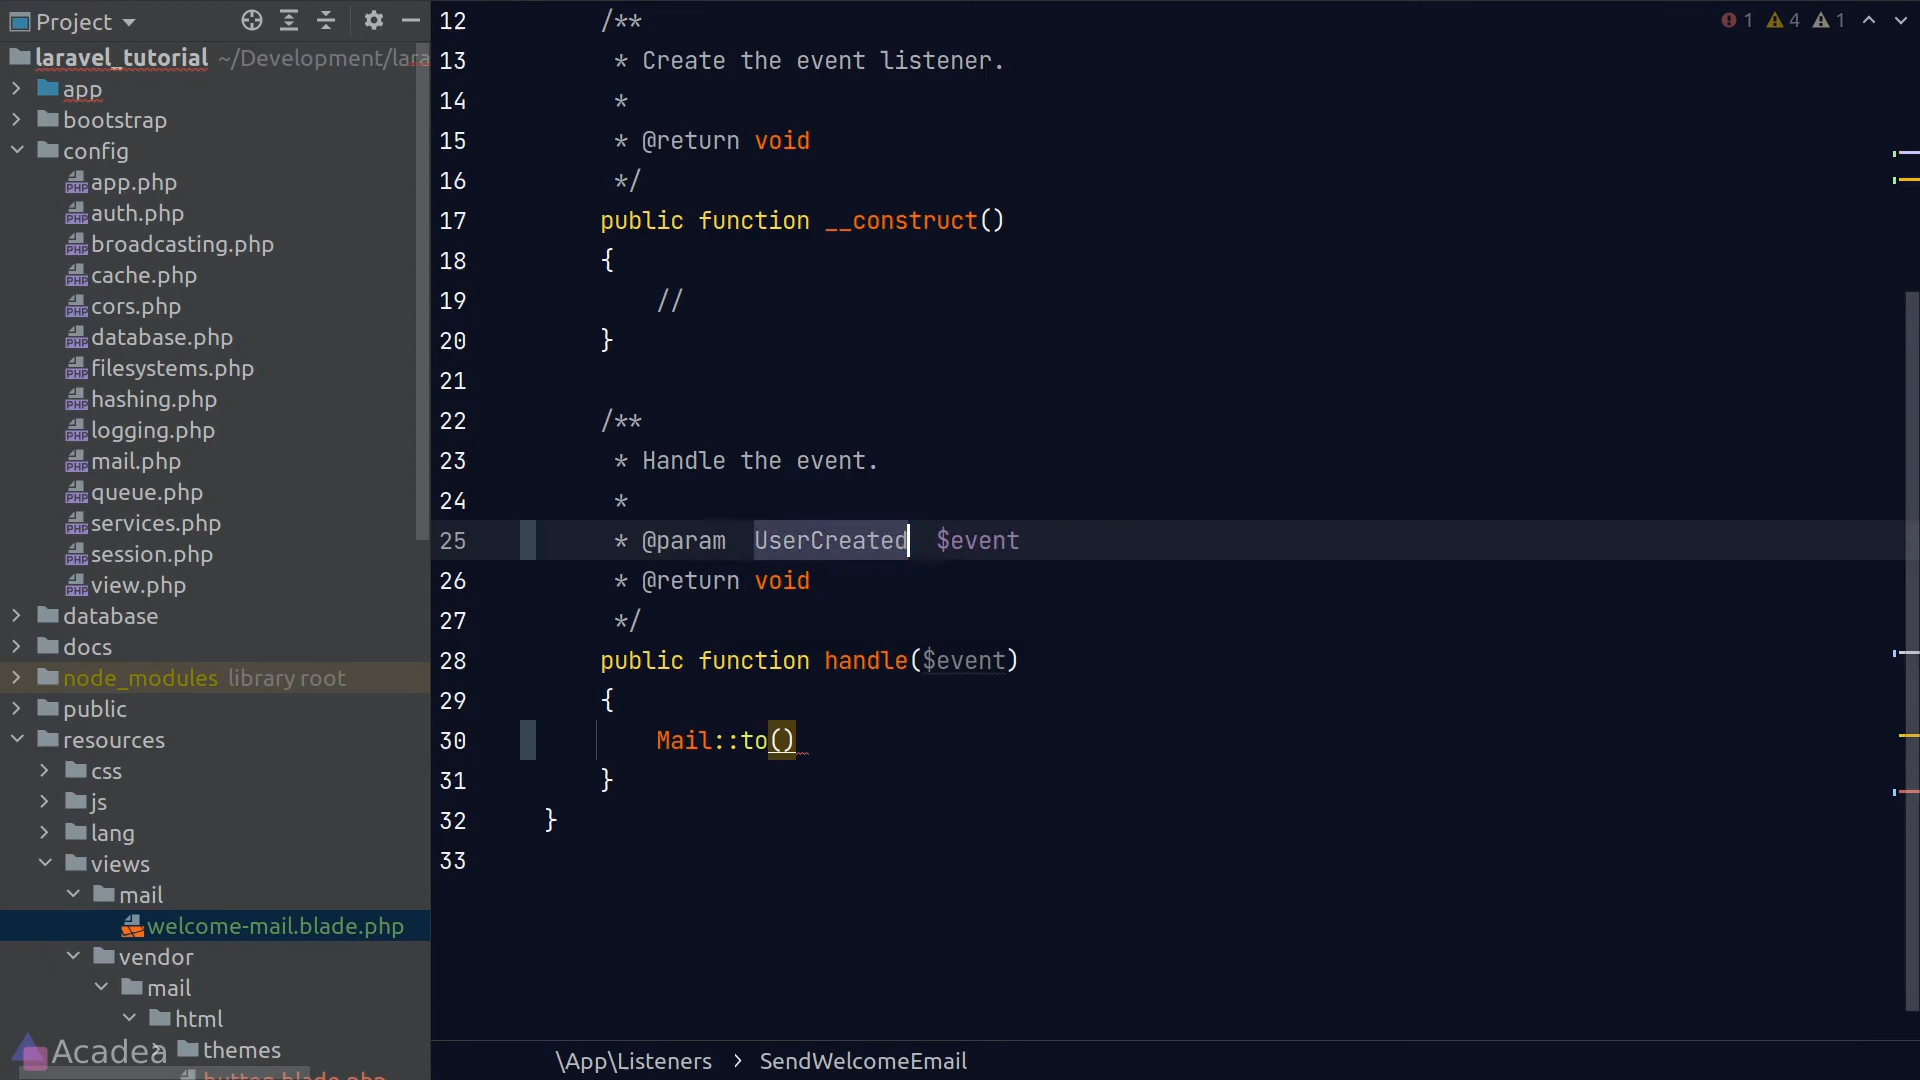 Project
laravel_tutorial ~/Development/lara
app
bootstrap
config
app.php
auth.php
broadcasting.php
cache.php
cors.php
database.php
filesystems.php
hashing.php
logging.php
mail.php
queue.php
services.php
session.php
view.php
database
docs
node_modules library root
public
resources
css
js
lang
views
mail
welcome-mail.blade.php
vendor
mail
html
themes
button.blade.php
Acadea
1 4 1
12 /**
13 * Create the event listener.
14 *
15 * @return void
16 */
17 public function __construct()
18 {
19 //
20 }
21
22 /**
23 * Handle the event.
24 *
25 * @param UserCreated $event
26 * @return void
27 */
28 public function handle($event)
29 {
30 Mail::to()
31 }
32 }
33
\App\Listeners > SendWelcomeEmail